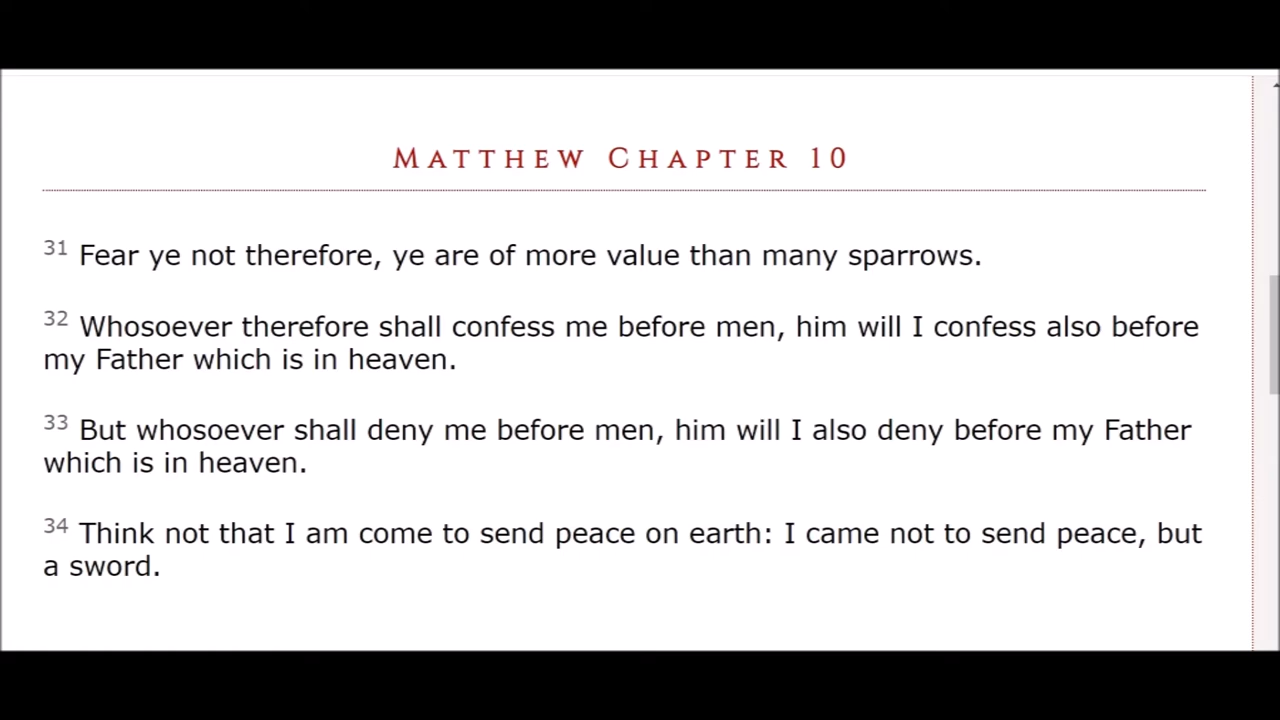 Matthew Chapter 10
31 Fear ye not therefore, ye are of more value than many sparrows.
32 Whosoever therefore shall confess me before men, him will I confess also before
my Father which is in heaven.
33 But whosoever shall deny me before men, him will I also deny before my Father
which is in heaven.
34 Think not that I am come to send peace on earth: I came not to send peace, but
a sword.